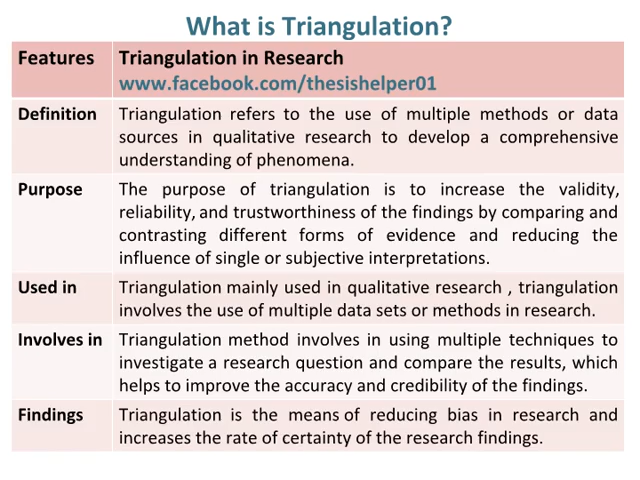 What is Triangulation?
Features
Triangulation in Research
www.facebook.com/thesishelper01
Definition
Triangulation refers to the use of multiple methods or data
sources in qualitative research to develop a comprehensive
understanding of phenomena.
Purpose
The purpose of triangulation is to increase the validity,
reliability, and trustworthiness of the findings by comparing and
contrasting different forms of evidence and reducing the
influence of single or subjective interpretations.
Used in
Triangulation mainly used in qualitative research , triangulation
involves the use of multiple data sets or methods in research.
Involves in
Triangulation method involves in using multiple techniques to
investigate a research question and compare the results, which
helps to improve the accuracy and credibility of the findings.
Findings
Triangulation is the means of reducing bias in research and
increases the rate of certainty of the research findings.